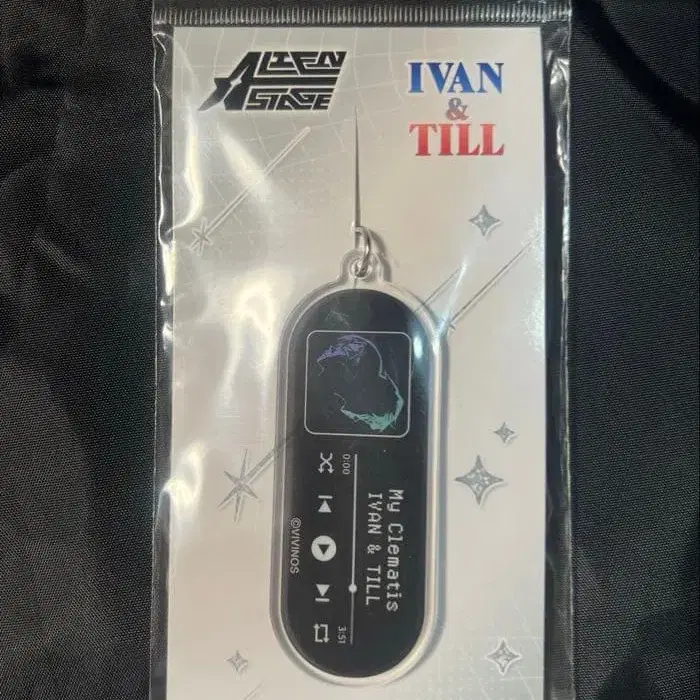 ALIEN
STAGE
IVAN
&
TILL
My Clematis
IVAN & TILL
0:00
3:51
©VIVINOS